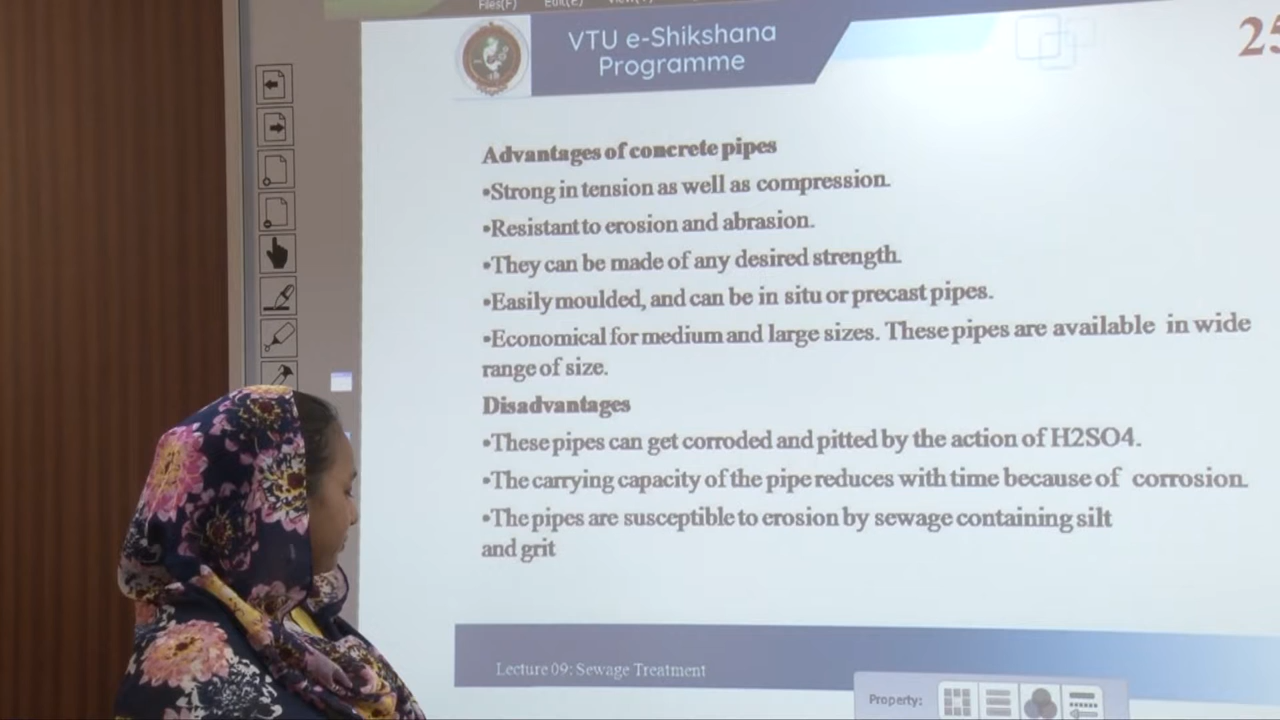 Files(F) Edit(E)
VTU e-Shikshana
Programme
25
Advantages of concrete pipes
•Strong in tension as well as compression.
•Resistant to erosion and abrasion.
•They can be made of any desired strength.
•Easily moulded, and can be in situ or precast pipes.
•Economical for medium and large sizes. These pipes are available in wide
range of size.
Disadvantages
•These pipes can get corroded and pitted by the action of H2SO4.
•The carrying capacity of the pipe reduces with time because of corrosion.
•The pipes are susceptible to erosion by sewage containing silt
and grit
Lecture 09: Sewage Treatment
Property: